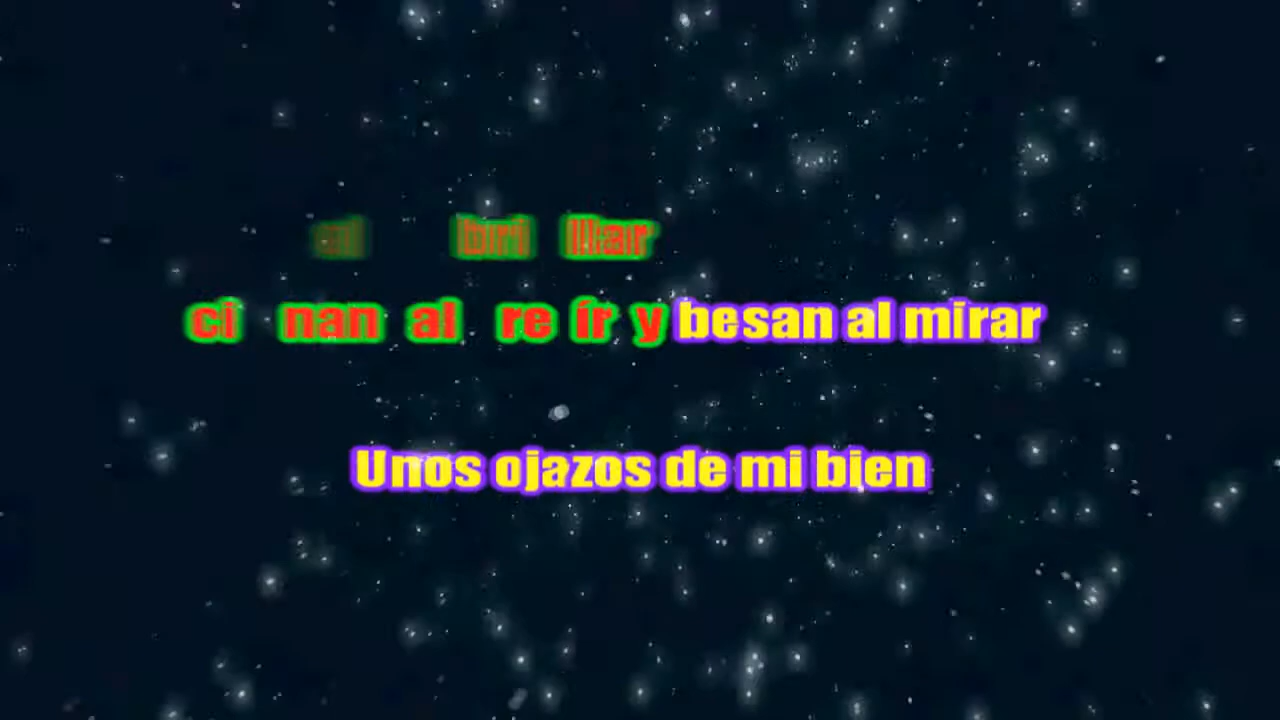 al bri llar
ci nan al re ír y besan al mirar
Unos ojazos de mi bien